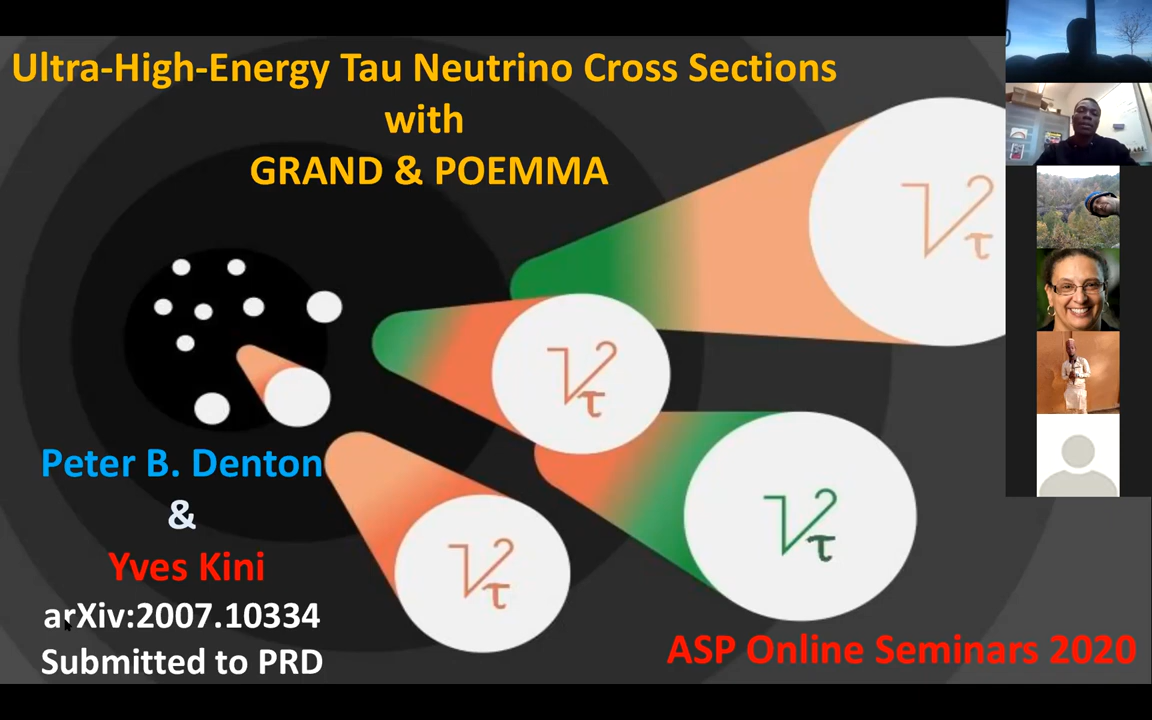 Ultra-High-Energy Tau Neutrino Cross Sections
with
GRAND & POEMMA
ντ
ντ
ντ
ντ
Peter B. Denton
&
Yves Kini
arXiv:2007.10334
Submitted to PRD
ASP Online Seminars 2020